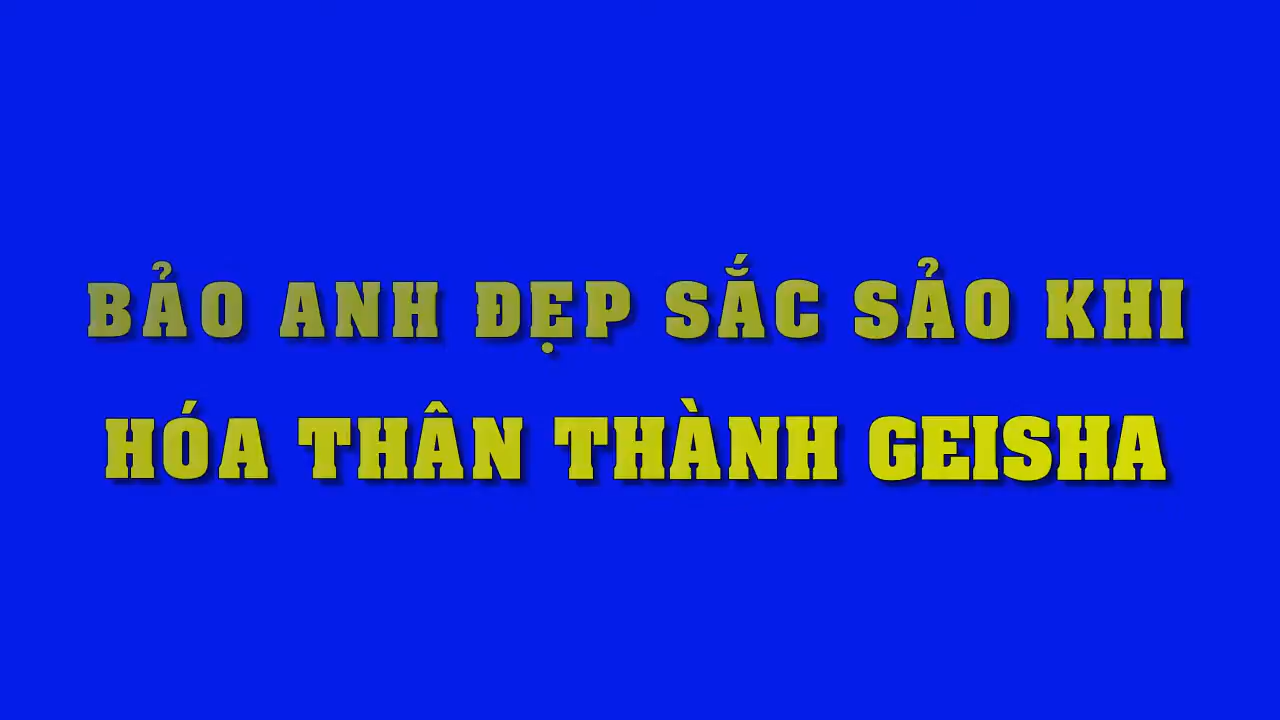 BẢO ANH ĐẸP SẮC SẢO KHI
HÓA THÂN THÀNH GEISHA